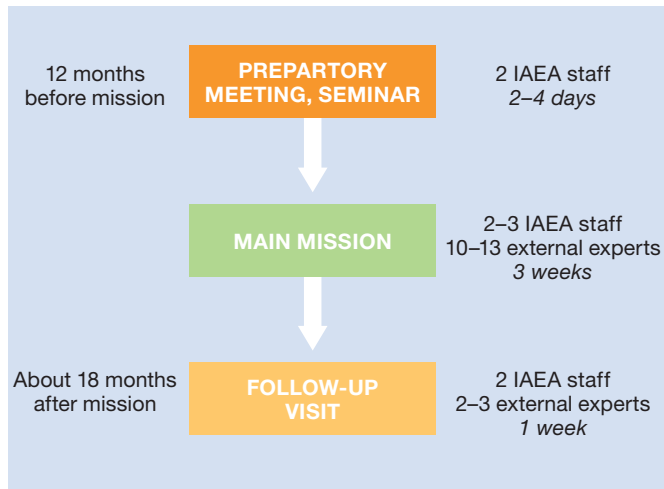 12 months
before mission
PREPARTORY
MEETING, SEMINAR
2 IAEA staff
2–4 days
MAIN MISSION
2–3 IAEA staff
10–13 external experts
3 weeks
About 18 months
after mission
FOLLOW-UP
VISIT
2 IAEA staff
2–3 external experts
1 week